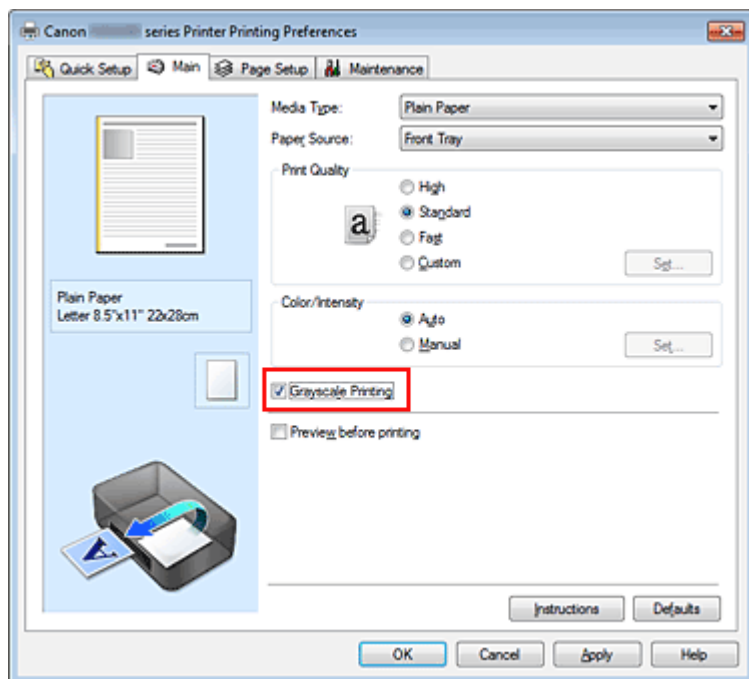 Canon series Printer Printing Preferences
Quick Setup Main Page Setup Maintenance
Media Type: Plain Paper
Paper Source: Front Tray
Print Quality
High
Standard
Fast
Custom Set...
a
Plain Paper
Letter 8.5"x11" 22x28cm
Color/Intensity
Auto
Manual Set...
Grayscale Printing
Preview before printing
A
Instructions Defaults
OK Cancel Apply Help